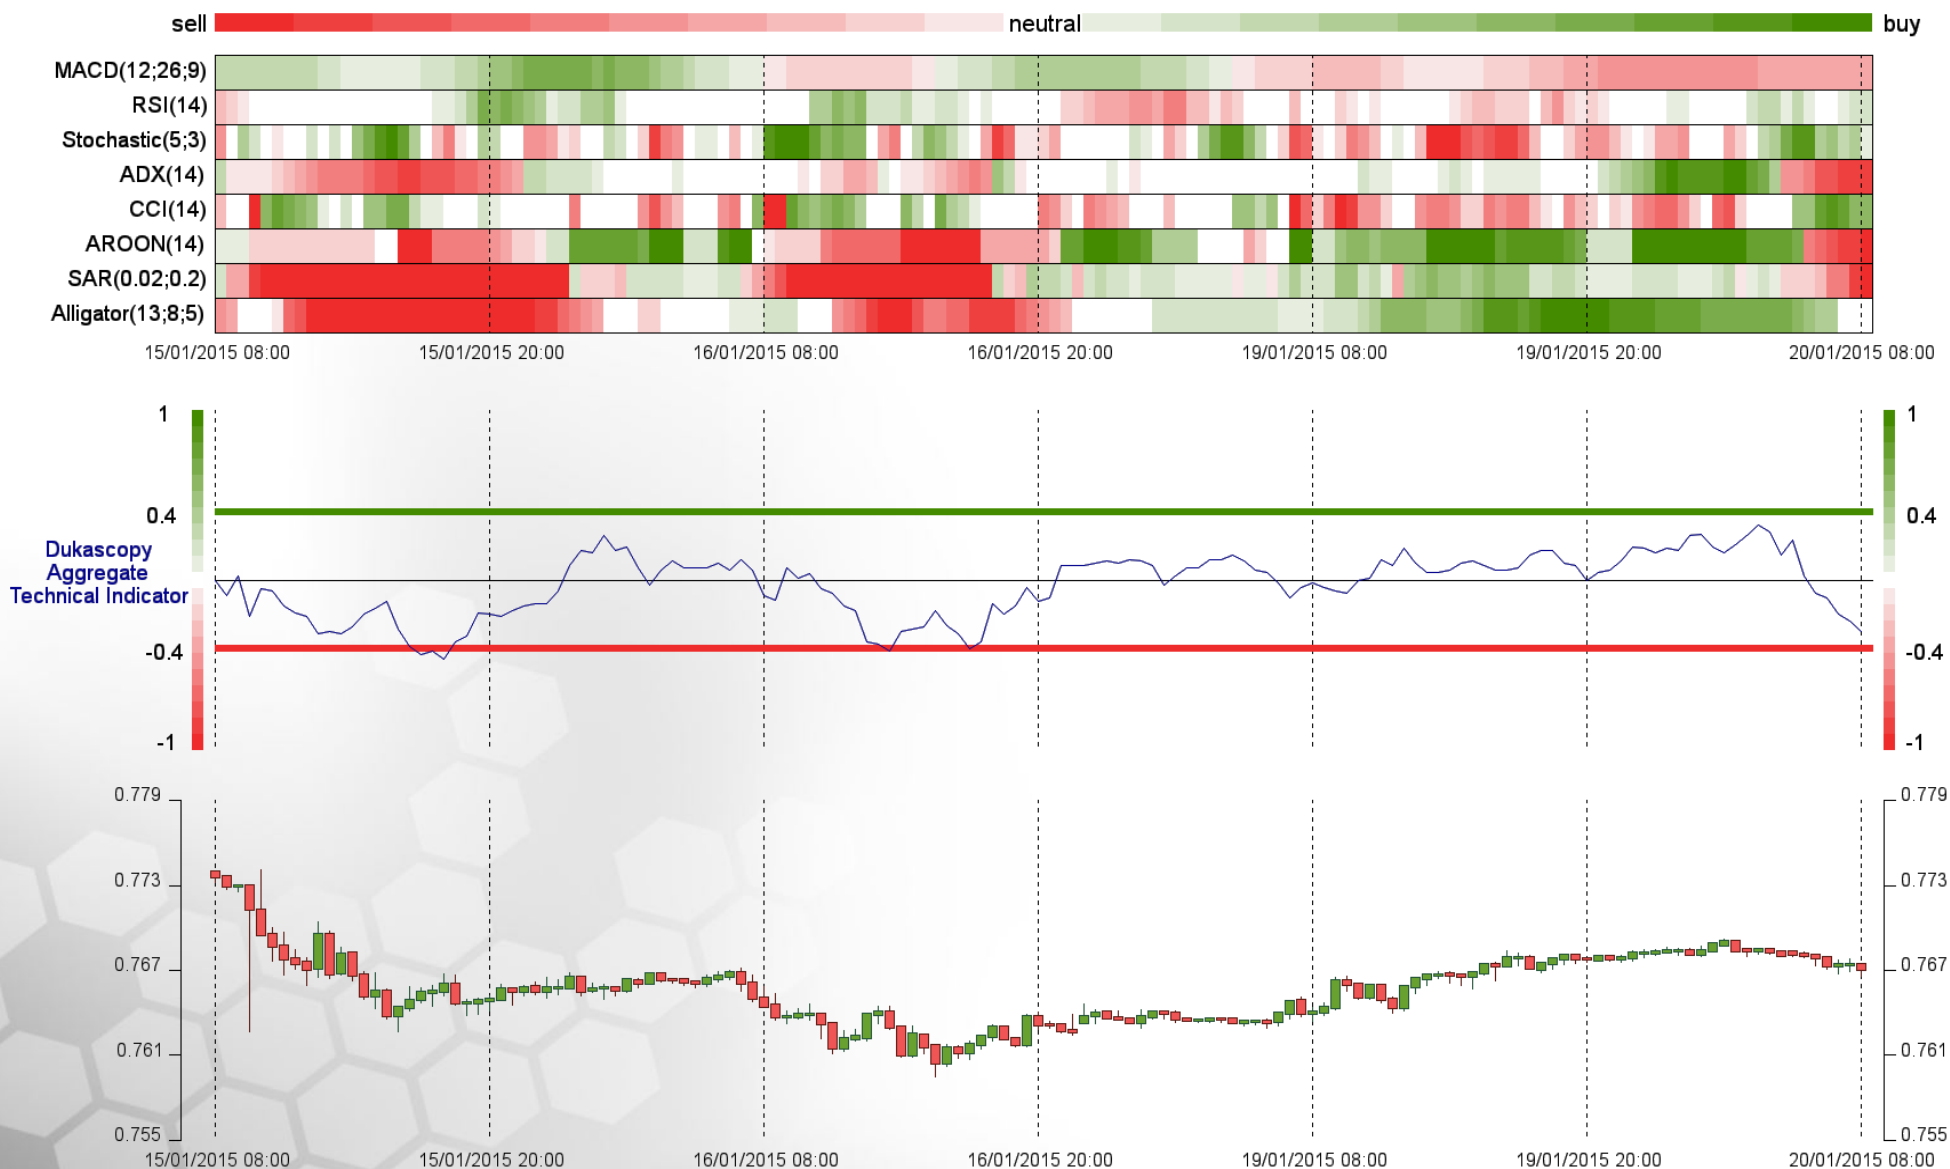 sell neutral buy
MACD(12;26;9)
RSI(14)
Stochastic(5;3)
ADX(14)
CCI(14)
AROON(14)
SAR(0.02;0.2)
Alligator(13;8;5)
15/01/2015 08:00 15/01/2015 20:00 16/01/2015 08:00 16/01/2015 20:00 19/01/2015 08:00 19/01/2015 20:00 20/01/2015 08:00
1 1
0.4 0.4
Dukascopy
Aggregate
Technical Indicator
-0.4 -0.4
-1 -1
0.779 0.779
0.773 0.773
0.767 0.767
0.761 0.761
0.755 0.755
15/01/2015 08:00 15/01/2015 20:00 16/01/2015 08:00 16/01/2015 20:00 19/01/2015 08:00 19/01/2015 20:00 20/01/2015 08:00